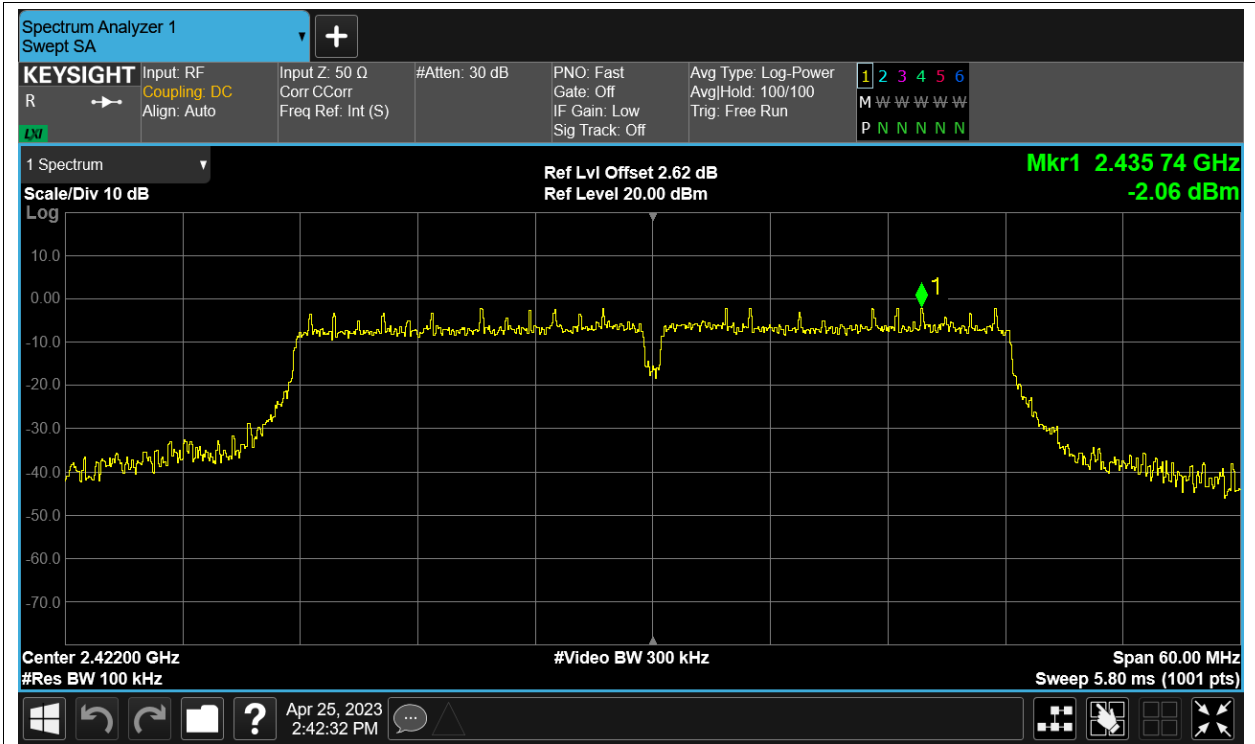 Spectrum Analyzer 1
Swept SA
KEYSIGHT
R
LXI
Input: RF
Coupling: DC
Align: Auto
Input Z: 50 Ω
Corr CCorr
Freq Ref: Int (S)
#Atten: 30 dB
PNO: Fast
Gate: Off
IF Gain: Low
Sig Track: Off
Avg Type: Log-Power
Avg|Hold: 100/100
Trig: Free Run
1 2 3 4 5 6
M W W W W W
P N N N N N
1 Spectrum
Scale/Div 10 dB
Log
Ref Lvl Offset 2.62 dB
Ref Level 20.00 dBm
Mkr1 2.435 74 GHz
-2.06 dBm
1
10.0
0.00
-10.0
-20.0
-30.0
-40.0
-50.0
-60.0
-70.0
Center 2.42200 GHz
#Res BW 100 kHz
#Video BW 300 kHz
Span 60.00 MHz
Sweep 5.80 ms (1001 pts)
?
Apr 25, 2023
2:42:32 PM